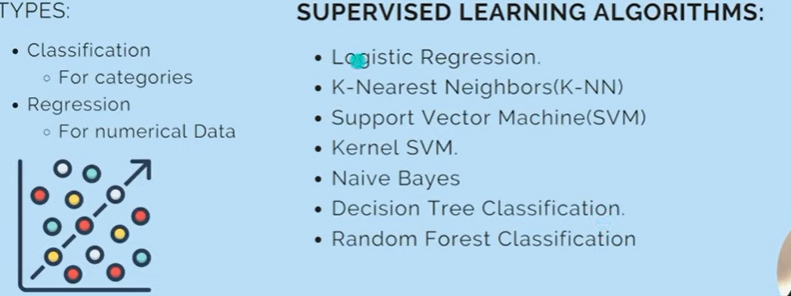 TYPES:
• Classification
◦ For categories
• Regression
◦ For numerical Data
SUPERVISED LEARNING ALGORITHMS:
• Logistic Regression.
• K-Nearest Neighbors(K-NN)
• Support Vector Machine(SVM)
• Kernel SVM.
• Naive Bayes
• Decision Tree Classification.
• Random Forest Classification